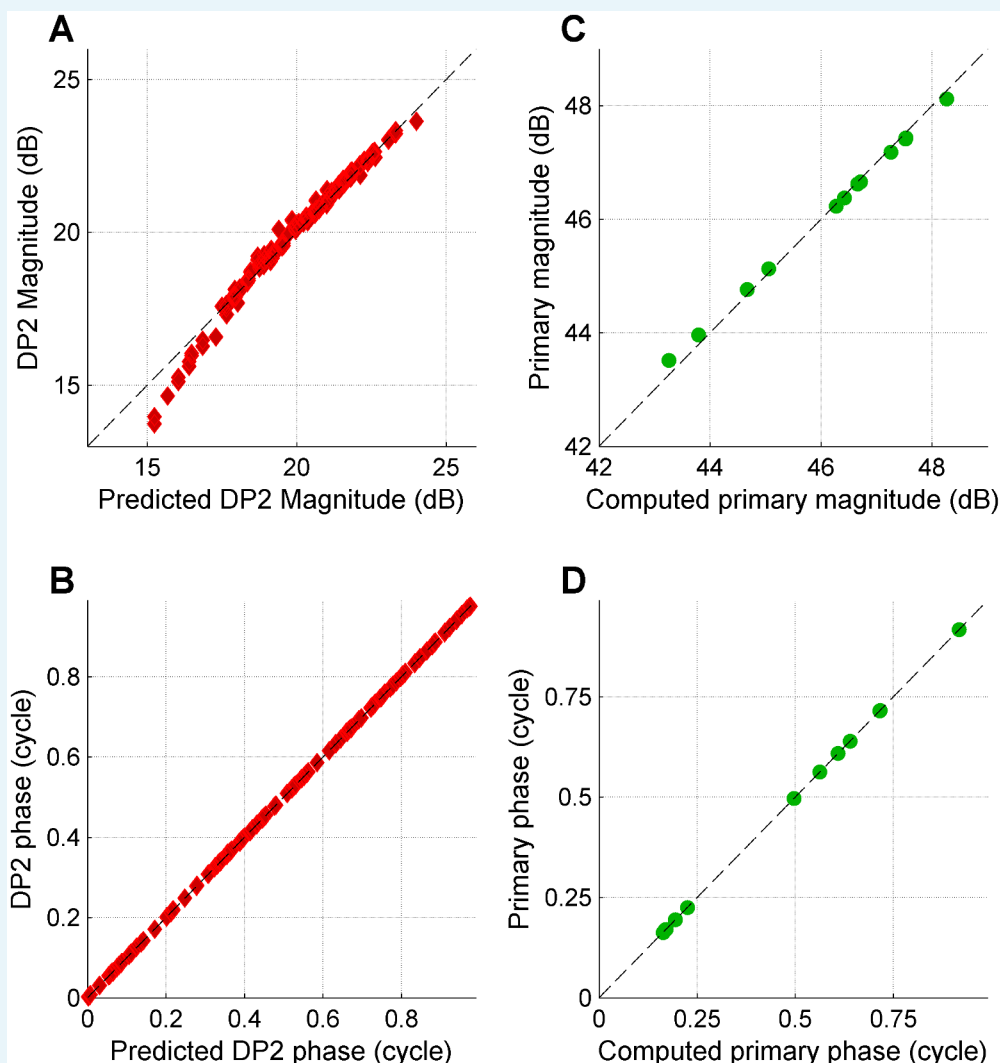 A
25
20
15
15
20
25
DP2 Magnitude (dB)
Predicted DP2 Magnitude (dB)
C
48
46
44
42
42
44
46
48
Primary magnitude (dB)
Computed primary magnitude (dB)
B
0.8
0.6
0.4
0.2
0
0
0.2
0.4
0.6
0.8
DP2 phase (cycle)
Predicted DP2 phase (cycle)
D
0.75
0.5
0.25
0
0
0.25
0.5
0.75
Primary phase (cycle)
Computed primary phase (cycle)